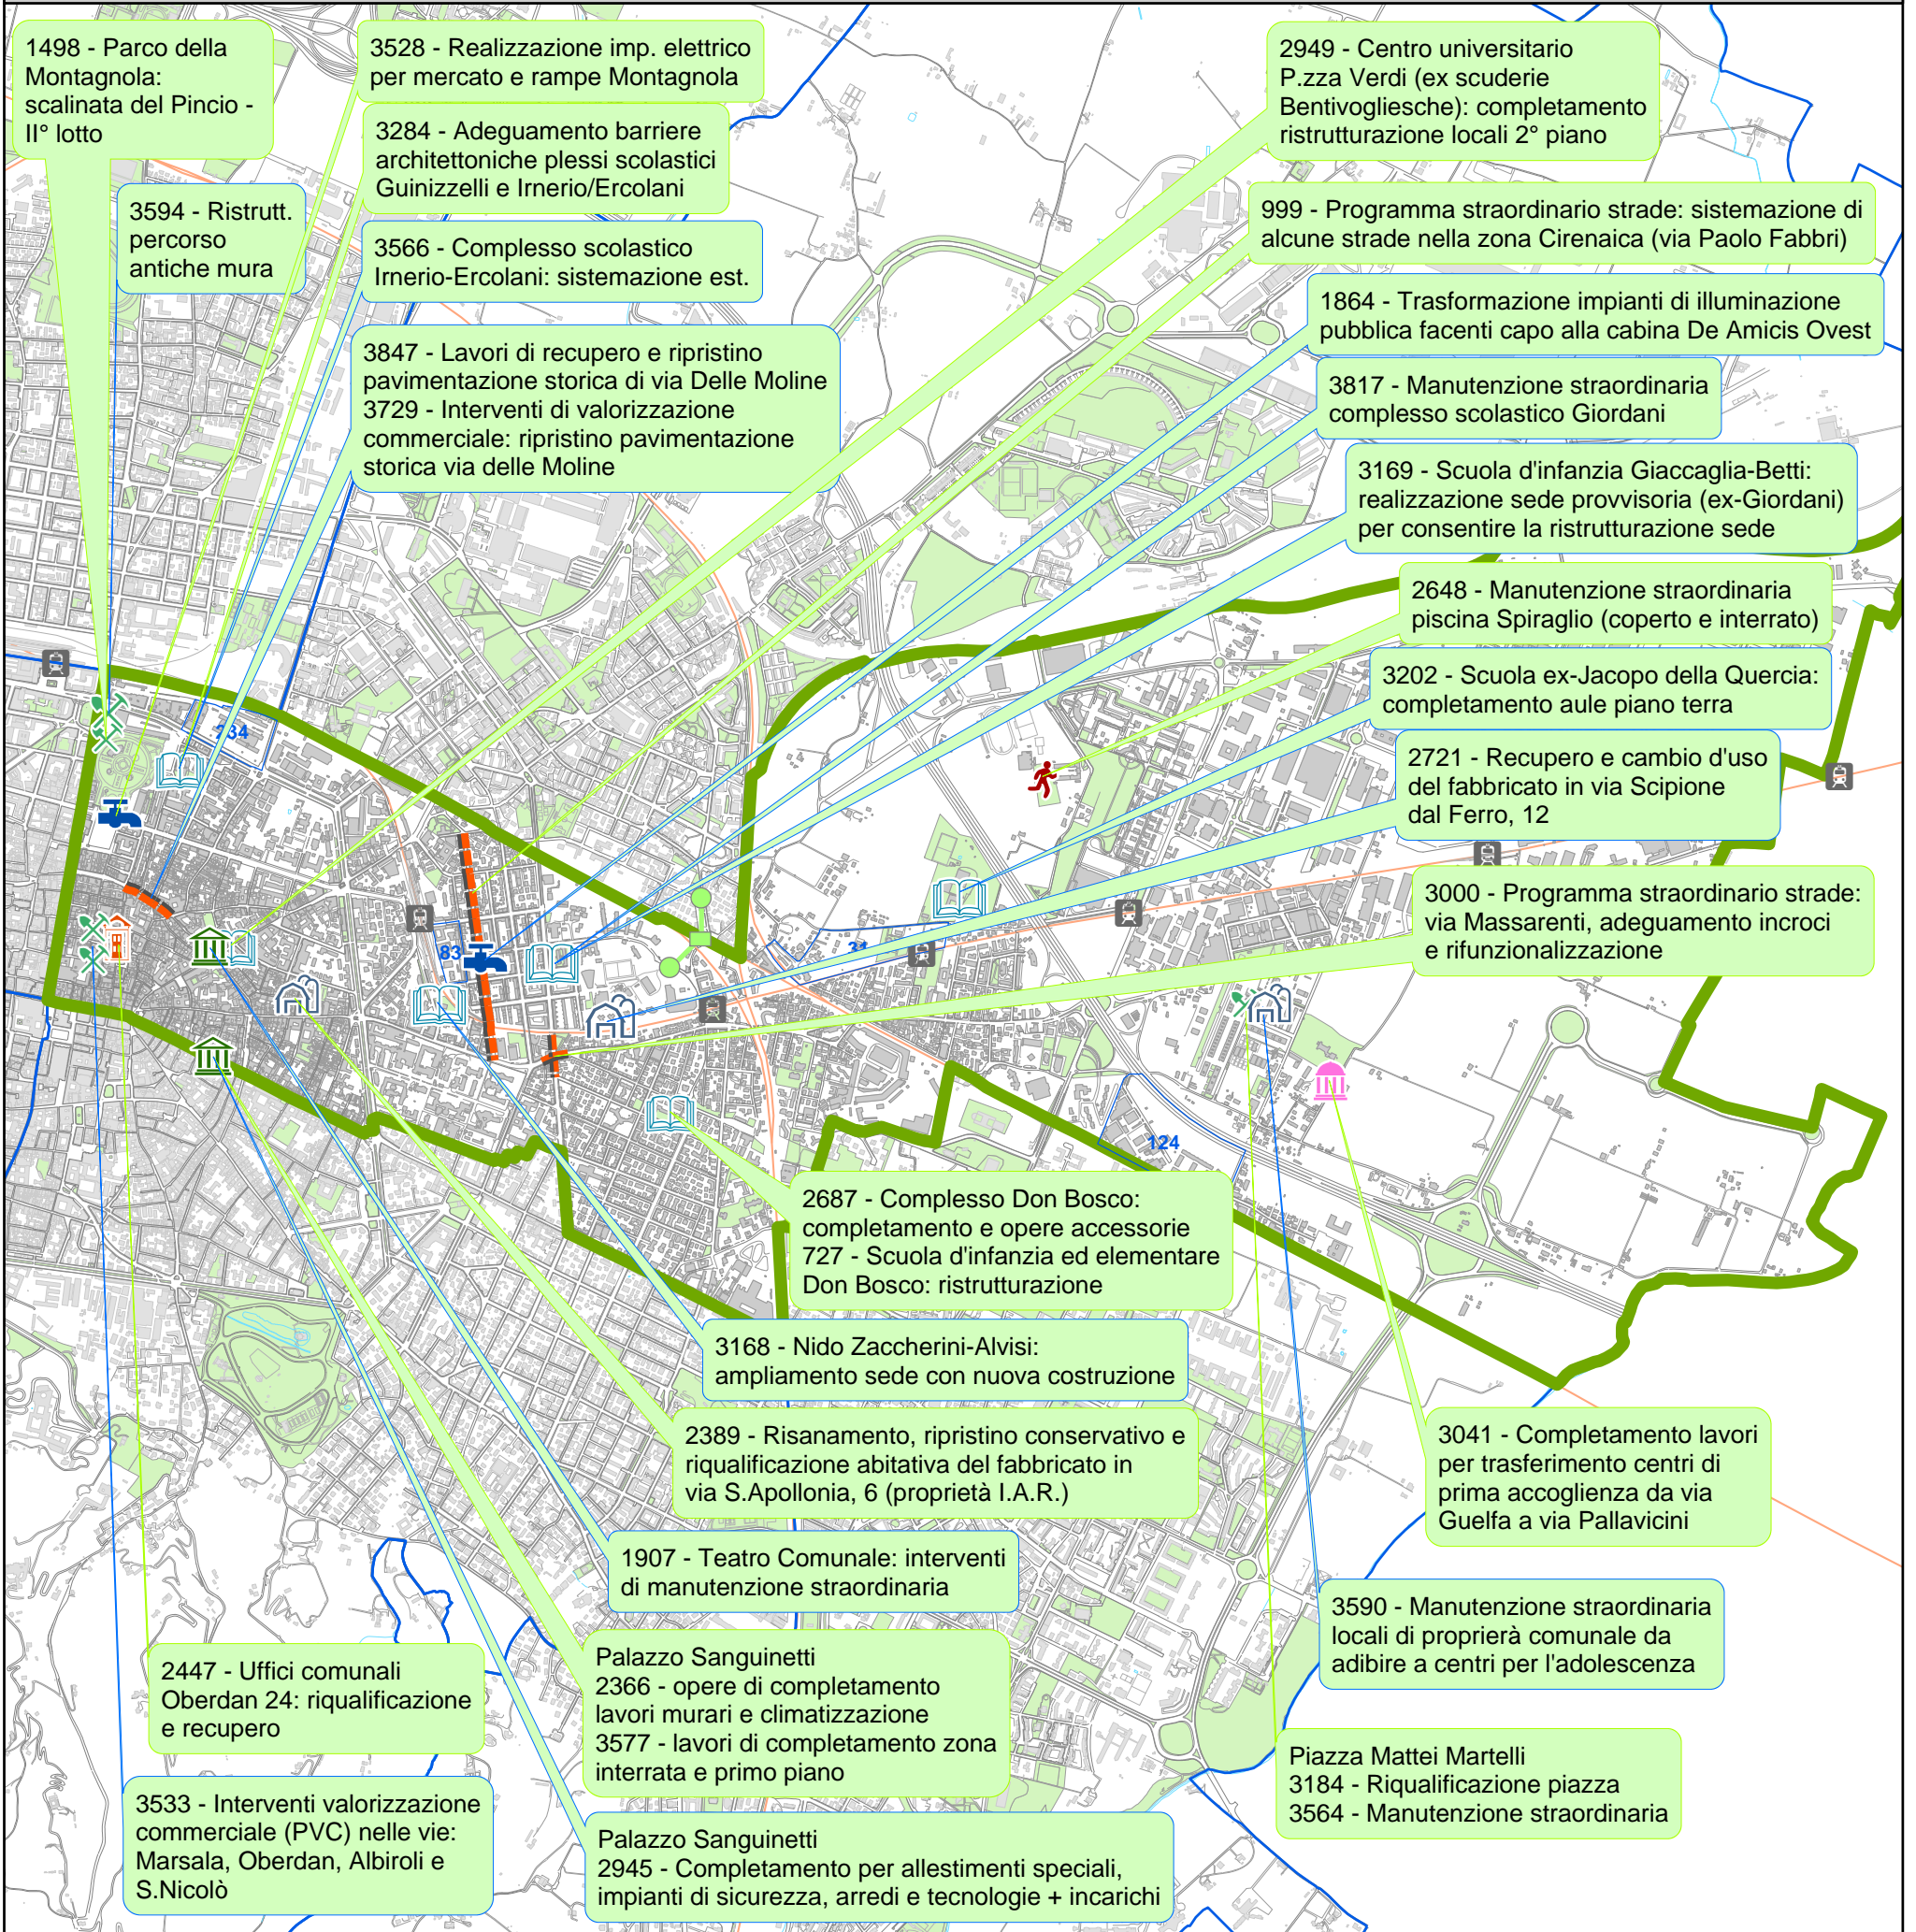 1498 - Parco della
Montagnola:
scalinata del Pincio -
II° lotto
3528 - Realizzazione imp. elettrico
per mercato e rampe Montagnola
2949 - Centro universitario
P.zza Verdi (ex scuderie
Bentivogliesche): completamento
ristrutturazione locali 2° piano
3284 - Adeguamento barriere
architettoniche plessi scolastici
Guinizzelli e Irnerio/Ercolani
3594 - Ristrutt.
percorso
antiche mura
999 - Programma straordinario strade: sistemazione di
alcune strade nella zona Cirenaica (via Paolo Fabbri)
3566 - Complesso scolastico
Irnerio-Ercolani: sistemazione est.
1864 - Trasformazione impianti di illuminazione
pubblica facenti capo alla cabina De Amicis Ovest
3847 - Lavori di recupero e ripristino
pavimentazione storica di via Delle Moline
3729 - Interventi di valorizzazione
commerciale: ripristino pavimentazione
storica via delle Moline
3817 - Manutenzione straordinaria
complesso scolastico Giordani
3169 - Scuola d'infanzia Giaccaglia-Betti:
realizzazione sede provvisoria (ex-Giordani)
per consentire la ristrutturazione sede
2648 - Manutenzione straordinaria
piscina Spiraglio (coperto e interrato)
3202 - Scuola ex-Jacopo della Quercia:
completamento aule piano terra
234
2721 - Recupero e cambio d'uso
del fabbricato in via Scipione
dal Ferro, 12
3000 - Programma straordinario strade:
via Massarenti, adeguamento incroci
e rifunzionalizzazione
83
124
2687 - Complesso Don Bosco:
completamento e opere accessorie
727 - Scuola d'infanzia ed elementare
Don Bosco: ristrutturazione
3168 - Nido Zaccherini-Alvisi:
ampliamento sede con nuova costruzione
2389 - Risanamento, ripristino conservativo e
riqualificazione abitativa del fabbricato in
via S.Apollonia, 6 (proprietà I.A.R.)
3041 - Completamento lavori
per trasferimento centri di
prima accoglienza da via
Guelfa a via Pallavicini
1907 - Teatro Comunale: interventi
di manutenzione straordinaria
3590 - Manutenzione straordinaria
locali di proprierà comunale da
adibire a centri per l'adolescenza
2447 - Uffici comunali
Oberdan 24: riqualificazione
e recupero
Palazzo Sanguinetti
2366 - opere di completamento
lavori murari e climatizzazione
3577 - lavori di completamento zona
interrata e primo piano
Piazza Mattei Martelli
3184 - Riqualificazione piazza
3564 - Manutenzione straordinaria
3533 - Interventi valorizzazione
commerciale (PVC) nelle vie:
Marsala, Oberdan, Albiroli e
S.Nicolò
Palazzo Sanguinetti
2945 - Completamento per allestimenti speciali,
impianti di sicurezza, arredi e tecnologie + incarichi